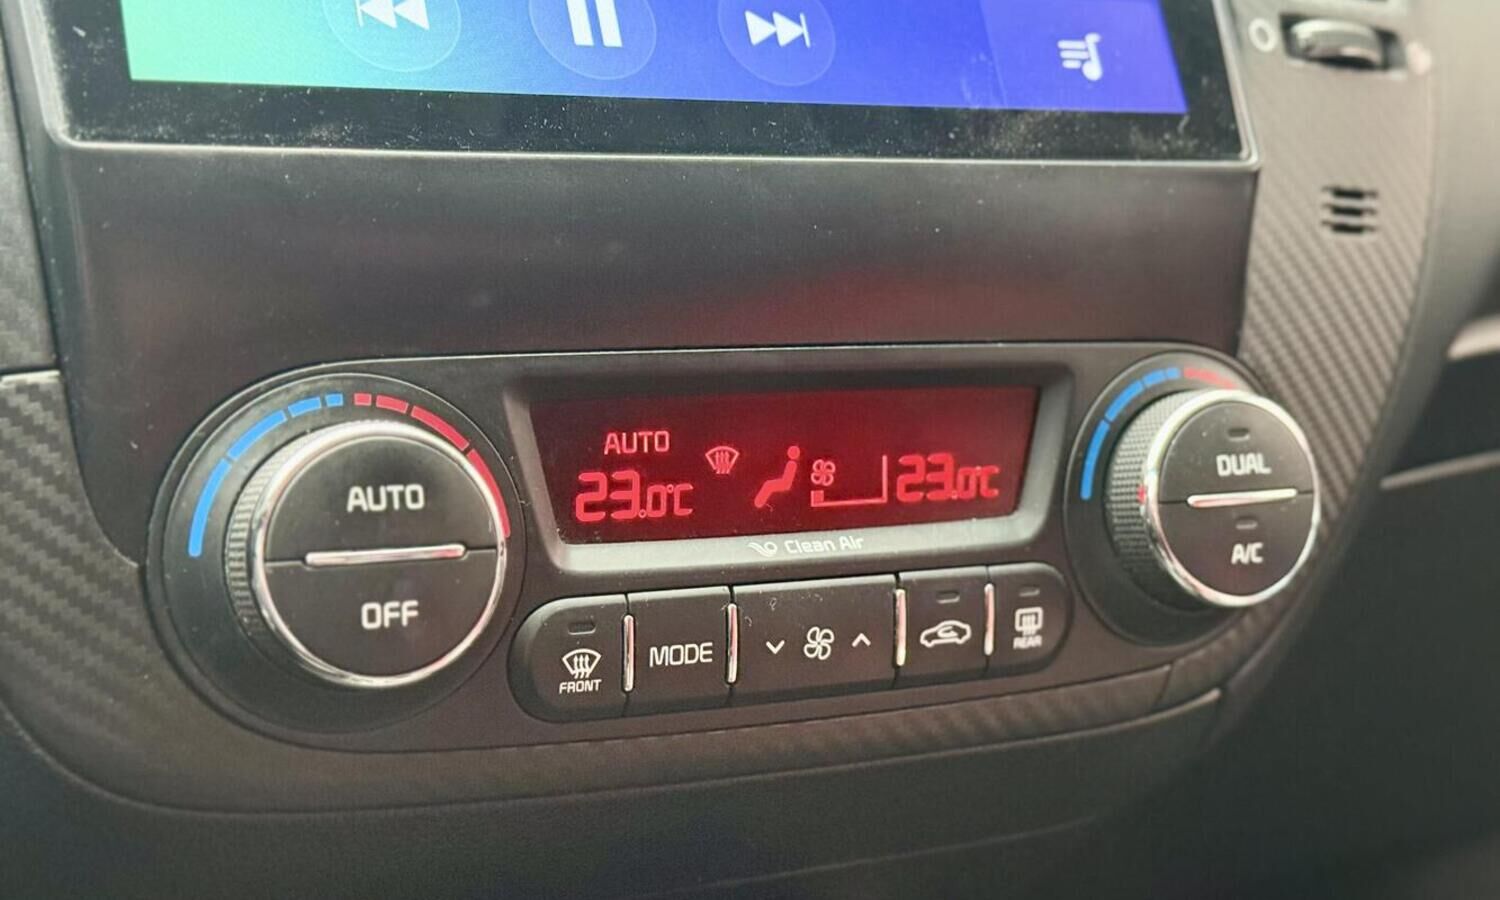 AUTO
23.0°C
23.0°C
Clean Air
AUTO
OFF
DUAL
A/C
FRONT
MODE
REAR